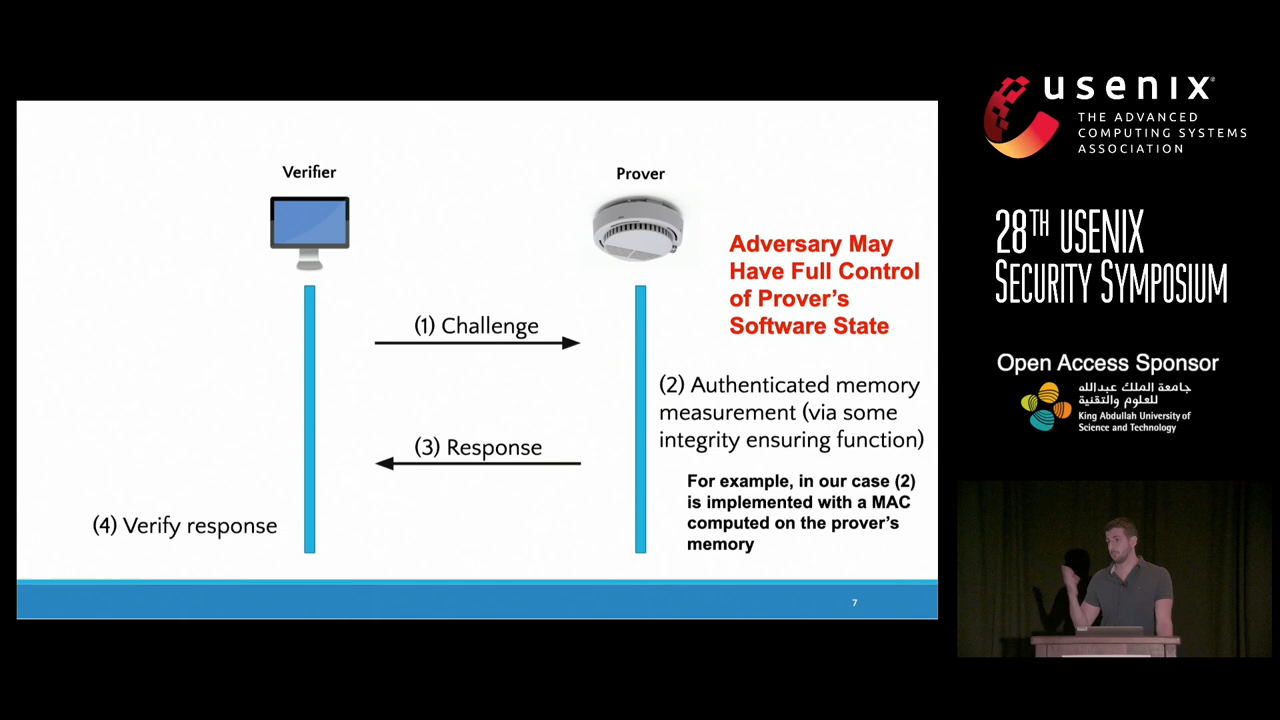 Verifier
Prover
Adversary May
Have Full Control
of Prover's
Software State
(1) Challenge
(2) Authenticated memory
measurement (via some
integrity ensuring function)
(3) Response
For example, in our case (2)
is implemented with a MAC
computed on the prover's
memory
(4) Verify response
7
usenix
THE ADVANCED
COMPUTING SYSTEMS
ASSOCIATION
28TH USENIX
SECURITY SYMPOSIUM
Open Access Sponsor
جامعة الملك عبدالله
للعلوم والتقنية
King Abdullah University of
Science and Technology